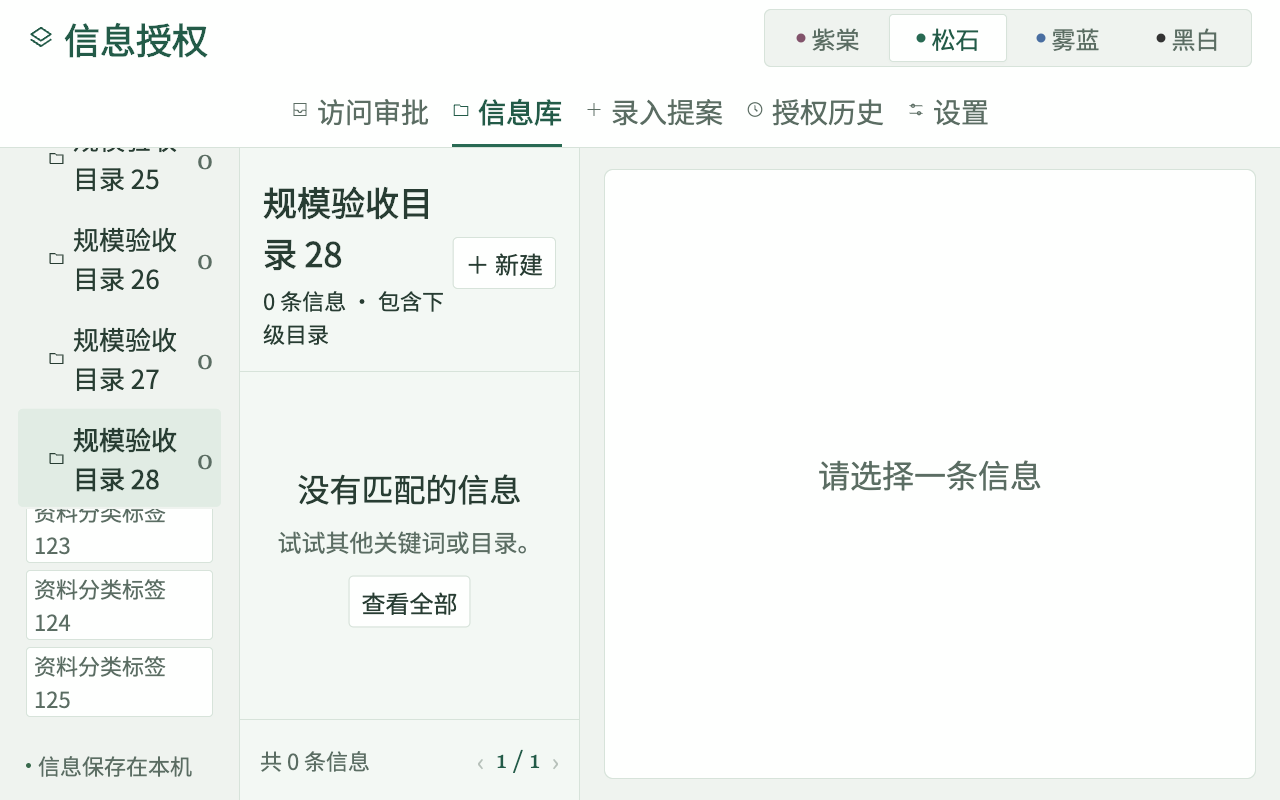 信息授权
紫棠
松石
雾蓝
黑白
访问审批
信息库
录入提案
授权历史
设置
目录 25
0
规模验收
目录 26
0
规模验收
目录 27
0
规模验收
目录 28
0
资料分类标签
123
资料分类标签
124
资料分类标签
125
• 信息保存在本机
规模验收目
录 28
0 条信息 · 包含下
级目录
+ 新建
没有匹配的信息
试试其他关键词或目录。
查看全部
共 0 条信息
‹ 1 / 1 ›
请选择一条信息